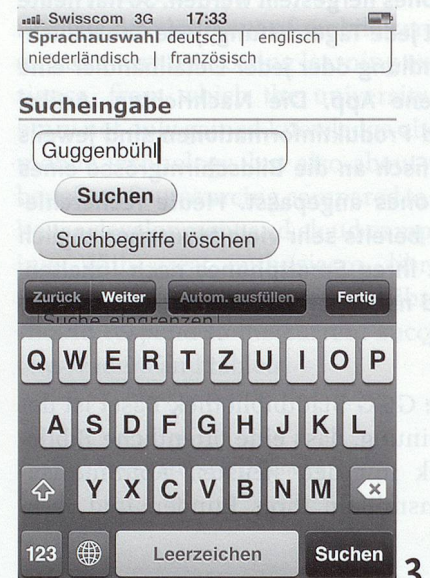 Swisscom 3G 17:33
Sprachauswahl deutsch | englisch |
niederländisch | französisch
Sucheingabe
Guggenbühl
Suchen
Suchbegriffe löschen
Zurück Weiter Autom. ausfüllen Fertig
Suche eingrenzen
Q W E R T Z U I O P
A S D F G H J K L
Y X C V B N M
123 Leerzeichen Suchen
3